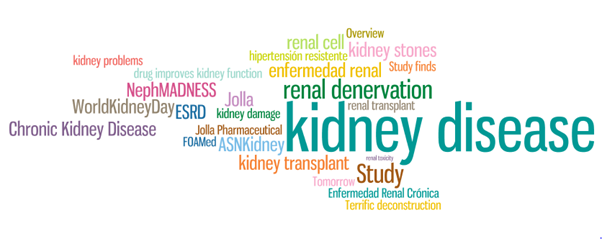 Overview
renal cell
kidney stones
hipertensión resistente
kidney problems
Study finds
drug improves kidney function
enfermedad renal
NephMADNESS
renal denervation
Jolla
WorldKidneyDay
ESRD
renal transplant
kidney damage
kidney disease
Chronic Kidney Disease
Jolla Pharmaceutical
FOAMed
ASNKidney
renal toxicity
kidney transplant
Study
Tomorrow
Enfermedad Renal Crónica
Terrific deconstruction